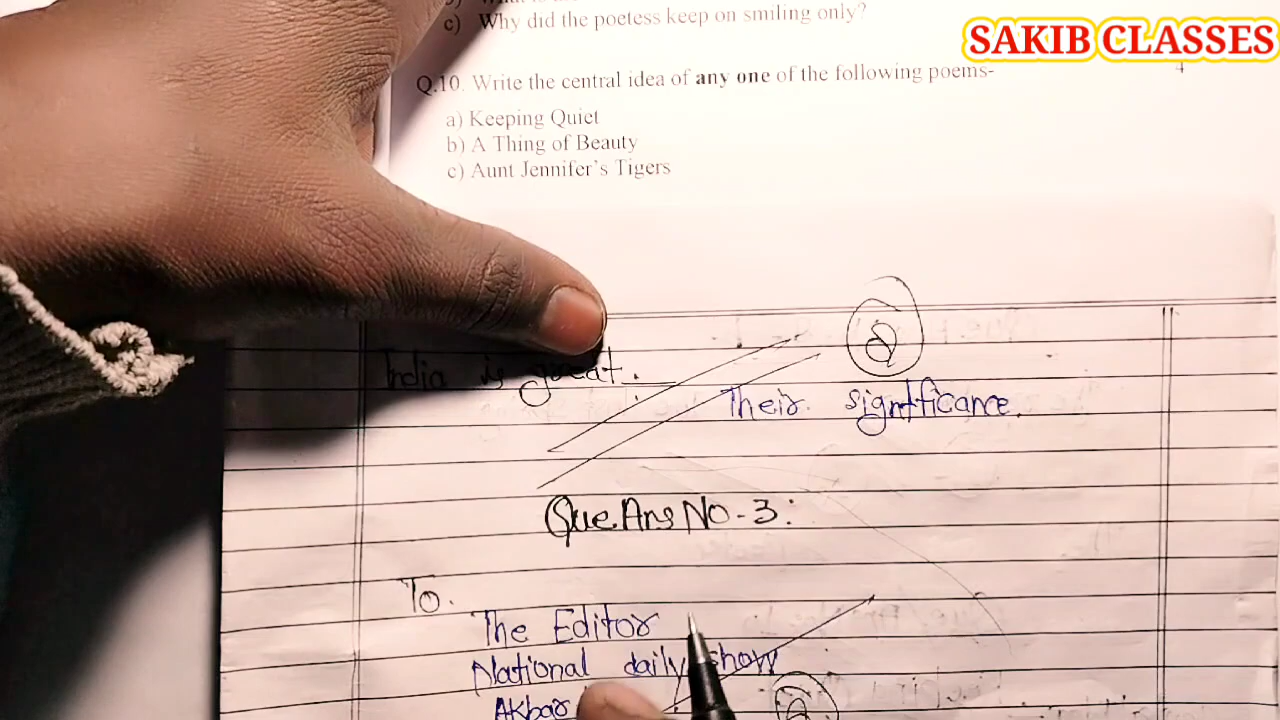 SAKIB CLASSES
c) Why did the poetess keep on smiling only?
Q.10. Write the central idea of any one of the following poems-
4
a) Keeping Quiet
b) A Thing of Beauty
c) Aunt Jennifer's Tigers
India is great.
Their significance.
Que Ans No - 3:
To.
The Editor
National daily show
Akbar